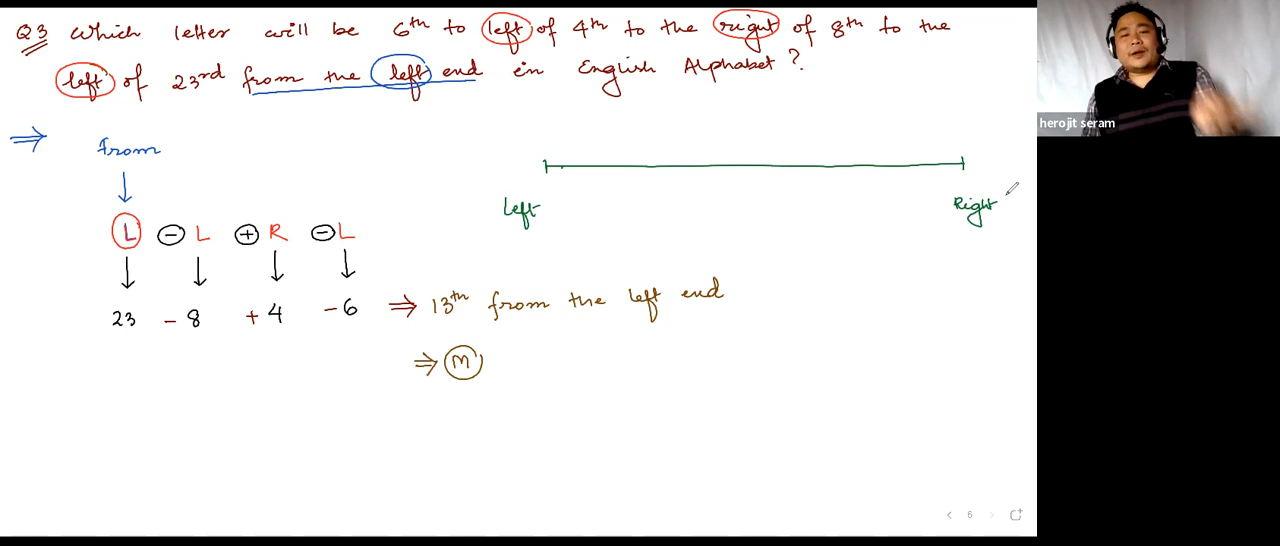 Q3 Which letter will be 6th to left of 4th to the right of 8th to the
left of 23rd from the left end in English Alphabet?
herojit seram
⇒ from
Left Right
L − L + R − L
23 − 8 + 4 − 6 ⇒ 13th from the left end
⇒ M
6